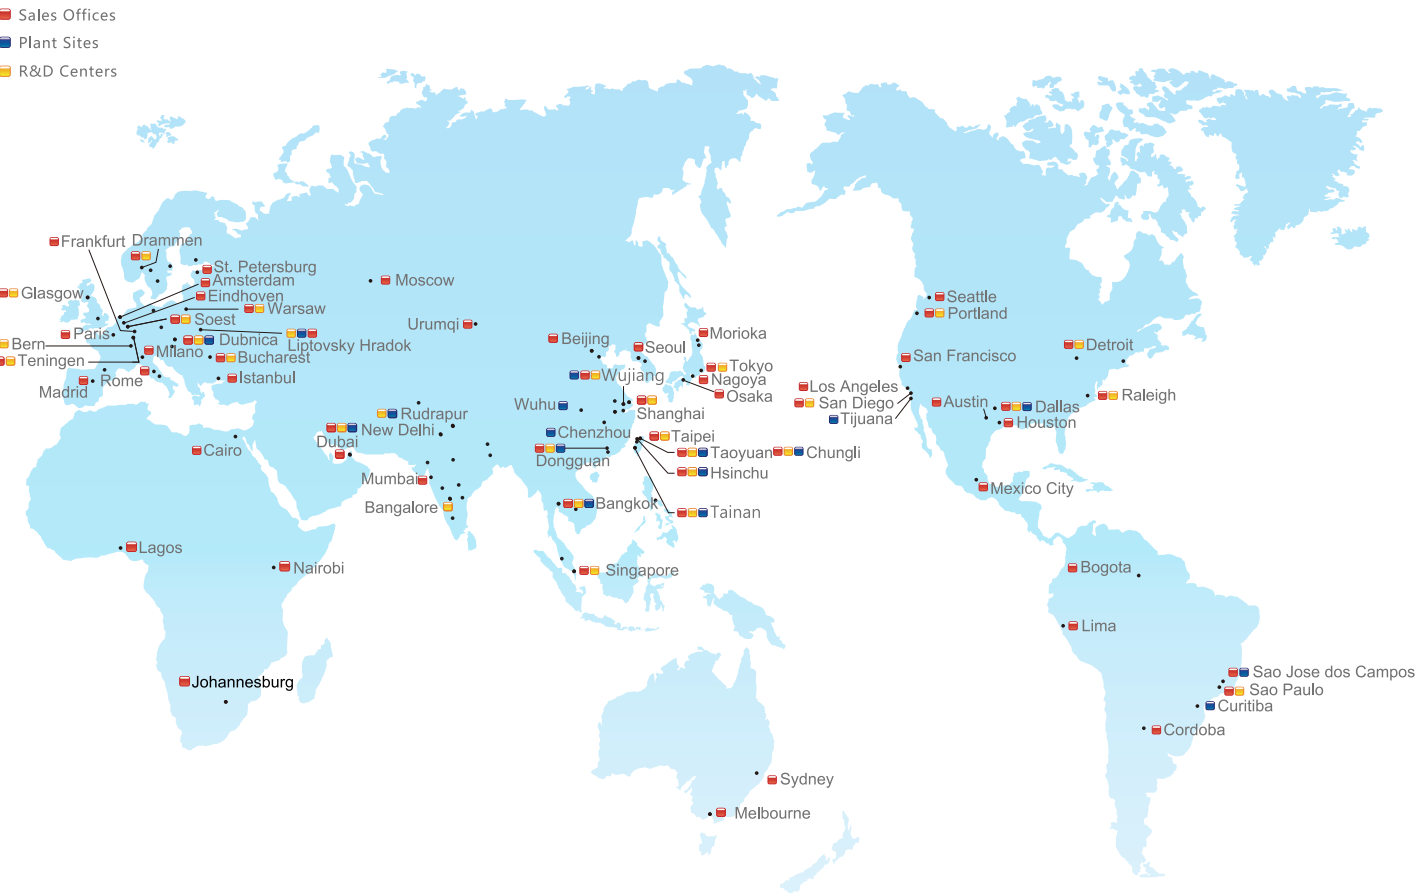 Sales Offices
Plant Sites
R&D Centers
Frankfurt
Drammen
St. Petersburg
Amsterdam
Moscow
Glasgow
Eindhoven
Warsaw
Soest
Paris
Bern
Dubnica
Liptovsky Hradok
Teningen
Milano
Bucharest
Istanbul
Madrid
Rome
Urumqi
Beijing
Seoul
Morioka
Tokyo
Nagoya
Osaka
Wujiang
Wuhu
Shanghai
Rudrapur
New Delhi
Dubai
Cairo
Chenzhou
Taipei
Dongguan
Taoyuan
Chungli
Hsinchu
Mumbai
Bangalore
Bangkok
Tainan
Lagos
Nairobi
Singapore
Johannesburg
Sydney
Melbourne
Seattle
Portland
San Francisco
Detroit
Los Angeles
San Diego
Tijuana
Austin
Dallas
Houston
Raleigh
Mexico City
Bogota
Lima
Sao Jose dos Campos
Sao Paulo
Curitiba
Cordoba